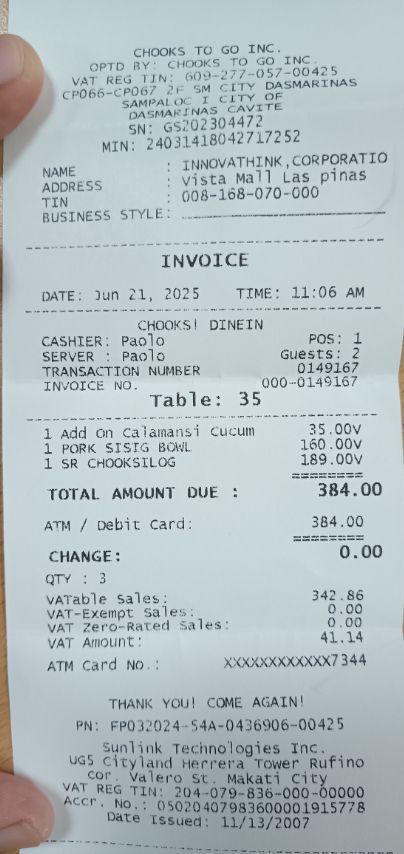 CHOOKS TO GO INC.
OPTD BY: CHOOKS TO GO INC.
VAT REG TIN: 609-277-057-00425
CP066-CP067 2F SM CITY DASMARINAS
SAMPALOC I CITY OF
DASMARINAS CAVITE
SN: GS202304472
MIN: 24031418042717252
NAME : INNOVATHINK,CORPORATIO
ADDRESS : Vista Mall Las pinas
TIN : 008-168-070-000
BUSINESS STYLE:
INVOICE
DATE: Jun 21, 2025 TIME: 11:06 AM
CHOOKS! DINEIN
CASHIER: Paolo POS: 1
SERVER : Paolo Guests: 2
TRANSACTION NUMBER 0149167
INVOICE NO. 000-0149167
Table: 35
1 Add On Calamansi Cucum 35.00V
1 PORK SISIG BOWL 160.00V
1 SR CHOOKSILOG 189.00V
========
TOTAL AMOUNT DUE : 384.00
ATM / Debit Card: 384.00
========
CHANGE: 0.00
QTY : 3
VATable Sales: 342.86
VAT-Exempt Sales: 0.00
VAT Zero-Rated Sales: 0.00
VAT Amount: 41.14
ATM Card No.: XXXXXXXXXXXX7344
THANK YOU! COME AGAIN!
PN: FP032024-54A-0436906-00425
Sunlink Technologies Inc.
UG5 Cityland Herrera Tower Rufino
cor. Valero St. Makati City
VAT REG TIN: 204-079-836-000-00000
Accr. No.: 05020407983600001915778
Date Issued: 11/13/2007